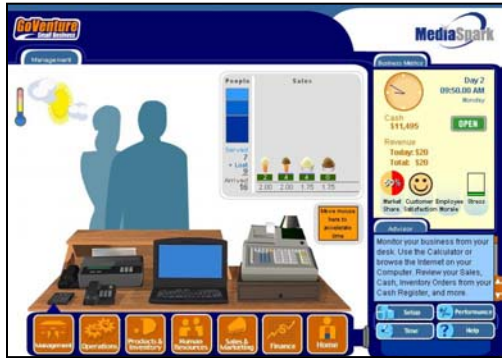 GoVenture
Small Business
MediaSpark
Management
Business Metrics
People
Sales
Day 2
09:50.00 AM
Monday
Cash
$11,495
OPEN
Revenue
Today: $20
Total: $20
Served
7
+ Lost
Arrived
56
2.00 2.00 1.75 1.75
Market Share
Customer Satisfaction
Employee Morale
Stress
Move mouse
here to
accelerate
time
Advisor
Monitor your business from your
desk. Use the Calculator or
browse the Internet on your
Computer. Review your Sales,
Cash, Inventory Orders from your
Cash Register, and more.
Setup
Performance
Time
Help
Management
Operations
Products &
Inventory
Human
Resources
Sales &
Marketing
Finance
Home